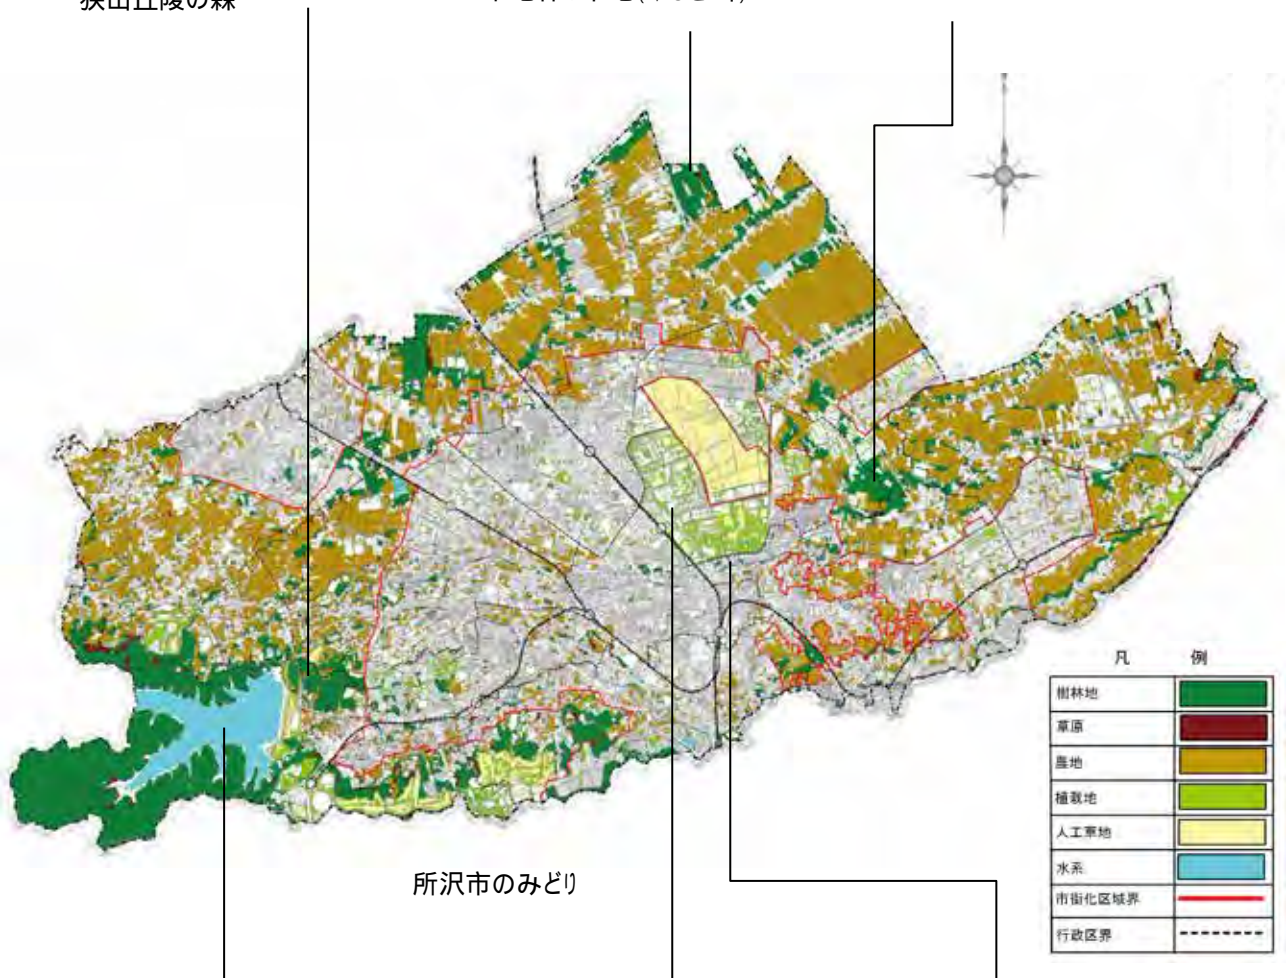 狭山丘陵の森
所沢市のみどり
凡 例
樹林地
草原
農地
植栽地
人工草地
水系
市街化区域界
行政区界